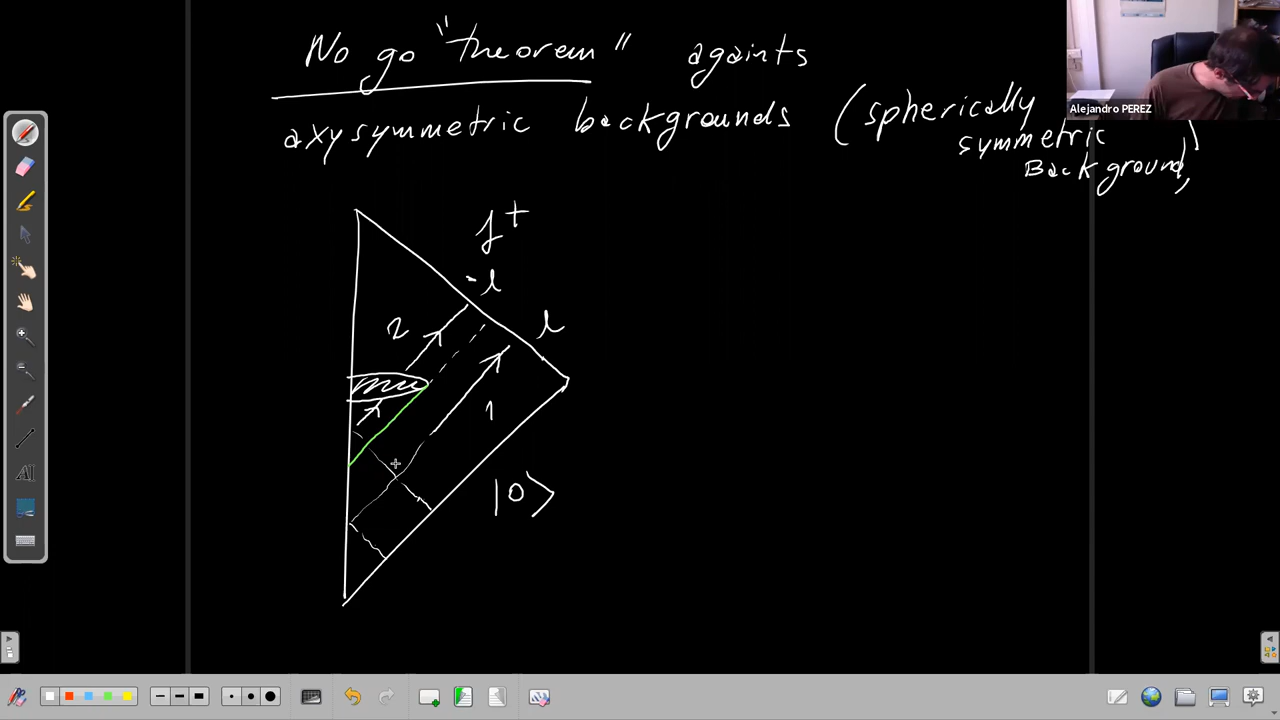 No go "theorem" againts
axysymmetric backgrounds (spherically
symmetric
Background,)
Alejandro PEREZ
+
-l
2
l
1
|0⟩